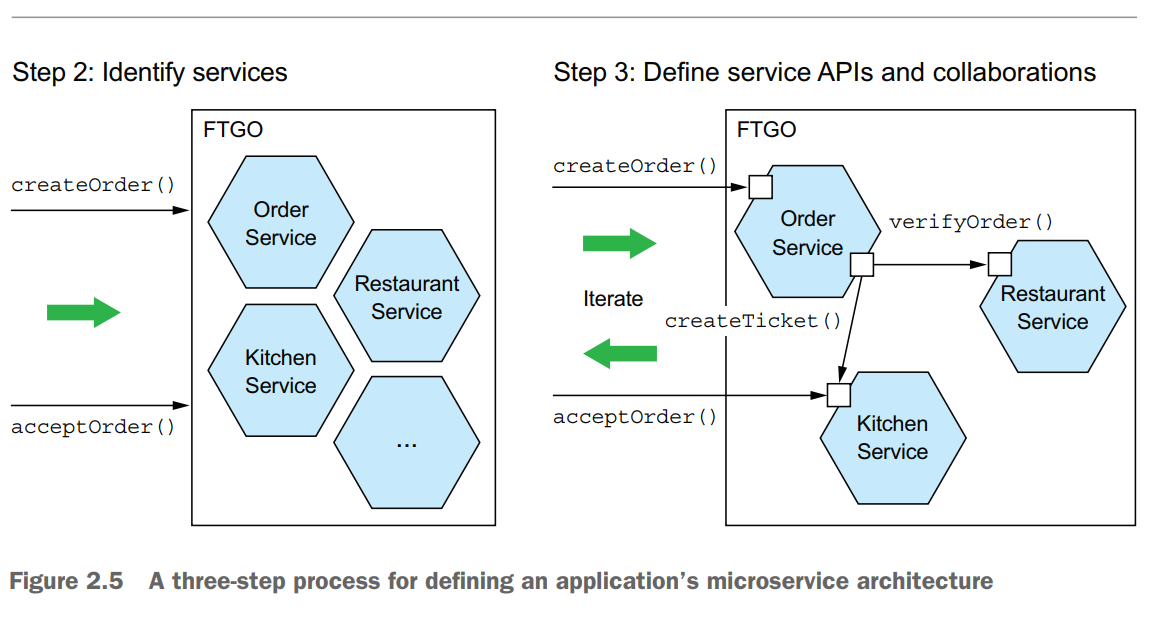 Step 2: Identify services
FTGO
createOrder()
Order
Service
Restaurant
Service
Kitchen
Service
...
acceptOrder()
Step 3: Define service APIs and collaborations
FTGO
createOrder()
Order
Service
verifyOrder()
Restaurant
Service
Iterate
createTicket()
acceptOrder()
Kitchen
Service
Figure 2.5 A three-step process for defining an application’s microservice architecture